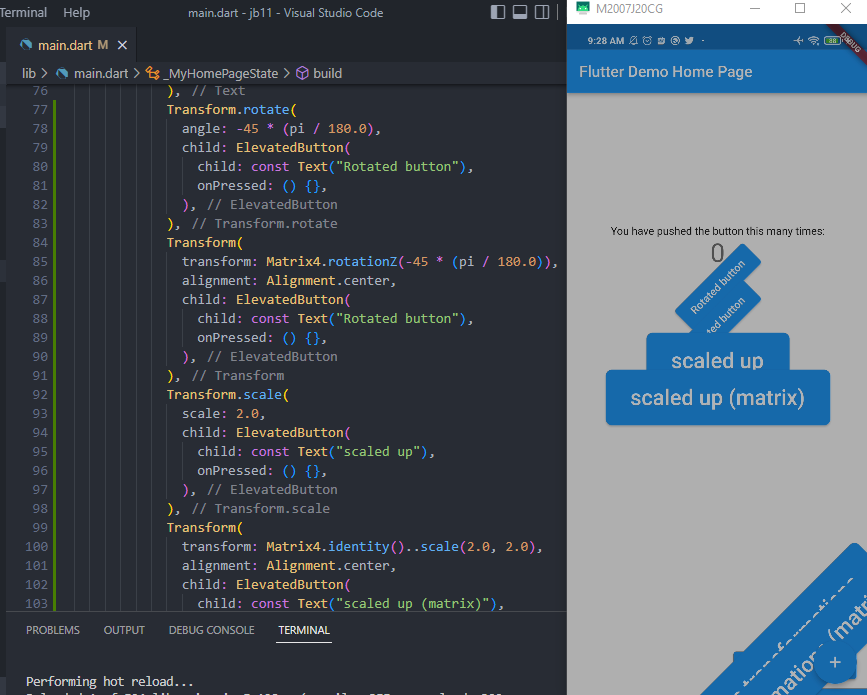 Terminal Help main.dart - jb11 - Visual Studio Code
main.dart M
lib > main.dart > _MyHomePageState > build
76 ), // Text
77 Transform.rotate(
78 angle: -45 * (pi / 180.0),
79 child: ElevatedButton(
80 child: const Text("Rotated button"),
81 onPressed: () {},
82 ), // ElevatedButton
83 ), // Transform.rotate
84 Transform(
85 transform: Matrix4.rotationZ(-45 * (pi / 180.0)),
86 alignment: Alignment.center,
87 child: ElevatedButton(
88 child: const Text("Rotated button"),
89 onPressed: () {},
90 ), // ElevatedButton
91 ), // Transform
92 Transform.scale(
93 scale: 2.0,
94 child: ElevatedButton(
95 child: const Text("scaled up"),
96 onPressed: () {},
97 ), // ElevatedButton
98 ), // Transform.scale
99 Transform(
100 transform: Matrix4.identity()..scale(2.0, 2.0),
101 alignment: Alignment.center,
102 child: ElevatedButton(
103 child: const Text("scaled up (matrix)"),
PROBLEMS OUTPUT DEBUG CONSOLE TERMINAL
Performing hot reload...
M2007J20CG
9:28 AM
DEBUG
Flutter Demo Home Page
You have pushed the button this many times:
0
Rotated button
ted button
scaled up
scaled up (matrix)
+